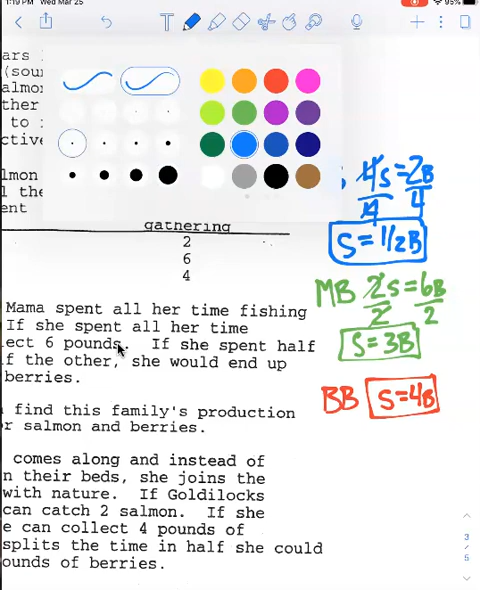 1:19 PM Wed Mar 25
95%
T
ars
(sou
almo
ther
to
ctive
lmon
l the
ent
gathering
2
6
4
4S=2B
4 4
S=1/2B
MB 2S=6B
2 2
S=3B
BB S=4B
Mama spent all her time fishing
If she spent all her time
lect 6 pounds. If she spent half
f the other, she would end up
berries.
find this family's production
r salmon and berries.
comes along and instead of
n their beds, she joins the
with nature. If Goldilocks
can catch 2 salmon. If she
e can collect 4 pounds of
splits the time in half she could
ounds of berries.
3
/
5